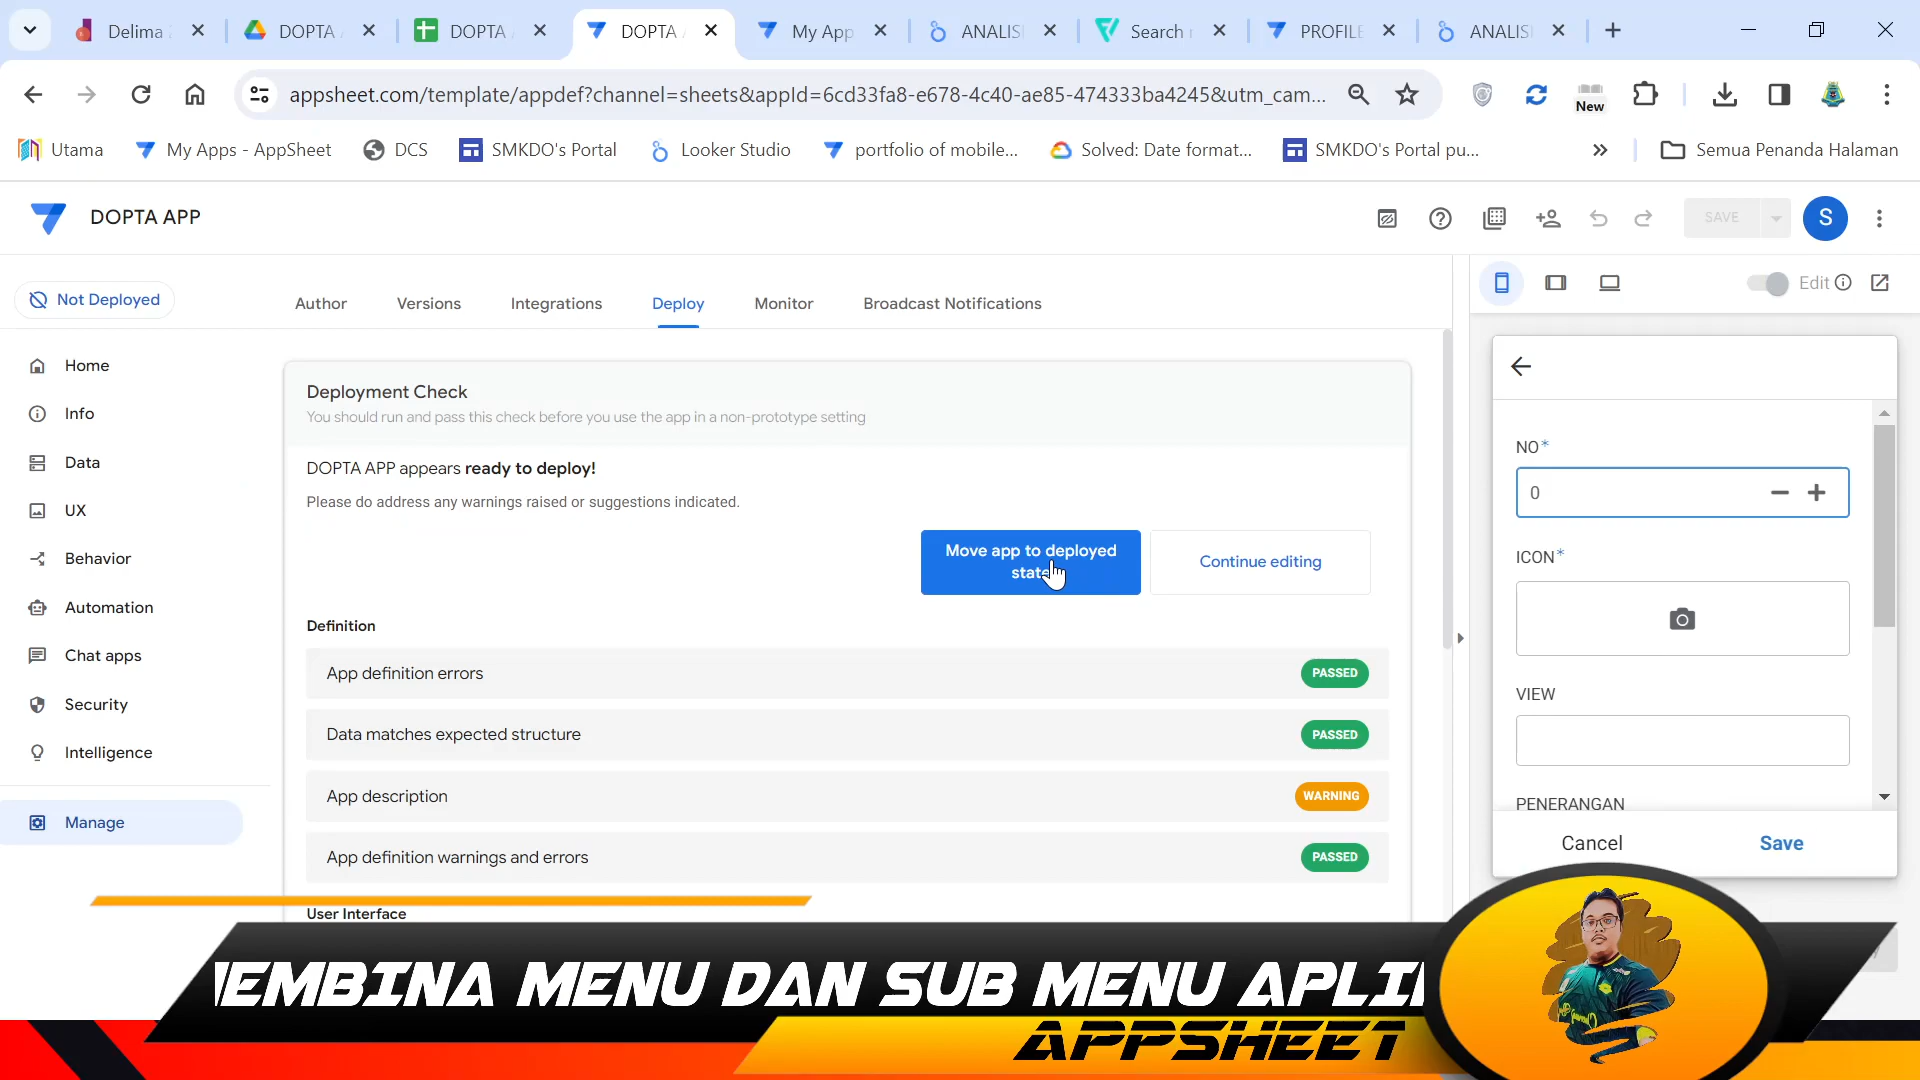 Delima
DOPTA
DOPTA
DOPTA
My App
ANALIS
Search
PROFILE
ANALIS
appsheet.com/template/appdef?channel=sheets&appId=6cd33fa8-e678-4c40-ae85-474333ba4245&utm_cam...
New
Utama
My Apps - AppSheet
DCS
SMKDO's Portal
Looker Studio
portfolio of mobile...
Solved: Date format...
SMKDO's Portal pu...
Semua Penanda Halaman
DOPTA APP
SAVE
S
Not Deployed
Author
Versions
Integrations
Deploy
Monitor
Broadcast Notifications
Edit
Home
Info
Data
UX
Behavior
Automation
Chat apps
Security
Intelligence
Manage
Deployment Check
You should run and pass this check before you use the app in a non-prototype setting
DOPTA APP appears ready to deploy!
Please do address any warnings raised or suggestions indicated.
Move app to deployed
state
Continue editing
Definition
App definition errors
PASSED
Data matches expected structure
PASSED
App description
WARNING
App definition warnings and errors
PASSED
User Interface
NO*
0
ICON*
VIEW
PENERANGAN
Cancel
Save
MENU DAN SUB MENU
APPSHEET